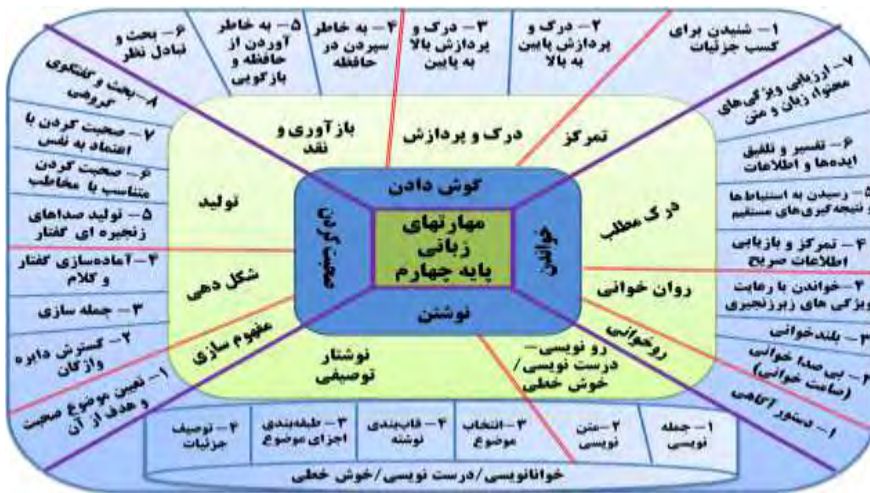 ۱- شنیدن برای
کسب جزئیات
۲- درک و
پردازش پایین
به بالا
۳- درک و
پردازش بالا
به پایین
۴- به خاطر
سپردن در
حافظه
۵- به خاطر
آوردن از
حافظه و
بازگویی
۶- بحث و
تبادل نظر
تمرکز
درک و پردازش
بازآوری و
نقد
گوش دادن
۷- ارزیابی ویژگی‌های
محتوا، زبان و متن
۶- تفسیر و تلفیق
ایده‌ها و اطلاعات
۵- رسیدن به استنباط‌ها
و نتیجه‌گیری‌های مستقیم
۴- تمرکز و بازیابی
اطلاعات صریح
۴- خواندن با رعایت
ویژگی های زبرزنجیری
۳- بلندخوانی
۲- بی‌صدا خوانی
(صامت خوانی)
۱- دستور آگاهی
درک مطلب
روان خوانی
روخوانی
خواندن
مهارتهای
زبانی
پایه چهارم
صحبت کردن
تولید
شکل دهی
مفهوم سازی
۸- بحث و گفتگوی
گروهی
۷- صحبت کردن با
اعتماد به نفس
۶- صحبت کردن
متناسب با مخاطب
۵- تولید صداهای
زنجیره ای گفتار
۴- آماده‌سازی گفتار
و کلام
۳- جمله سازی
۲- گسترش دایره
واژگان
۱- تعیین موضوع صحبت
و هدف از آن
نوشتن
رو نویسی-
درست نویسی/
خوش خطی
نوشتار
توصیفی
۱- جمله
نویسی
۲- متن
نویسی
۳- انتخاب
موضوع
۴- قاب‌بندی
نوشته
۳- طبقه‌بندی
اجزای موضوع
۴- توصیف
جزئیات
خوانانویسی/درست نویسی/خوش خطی